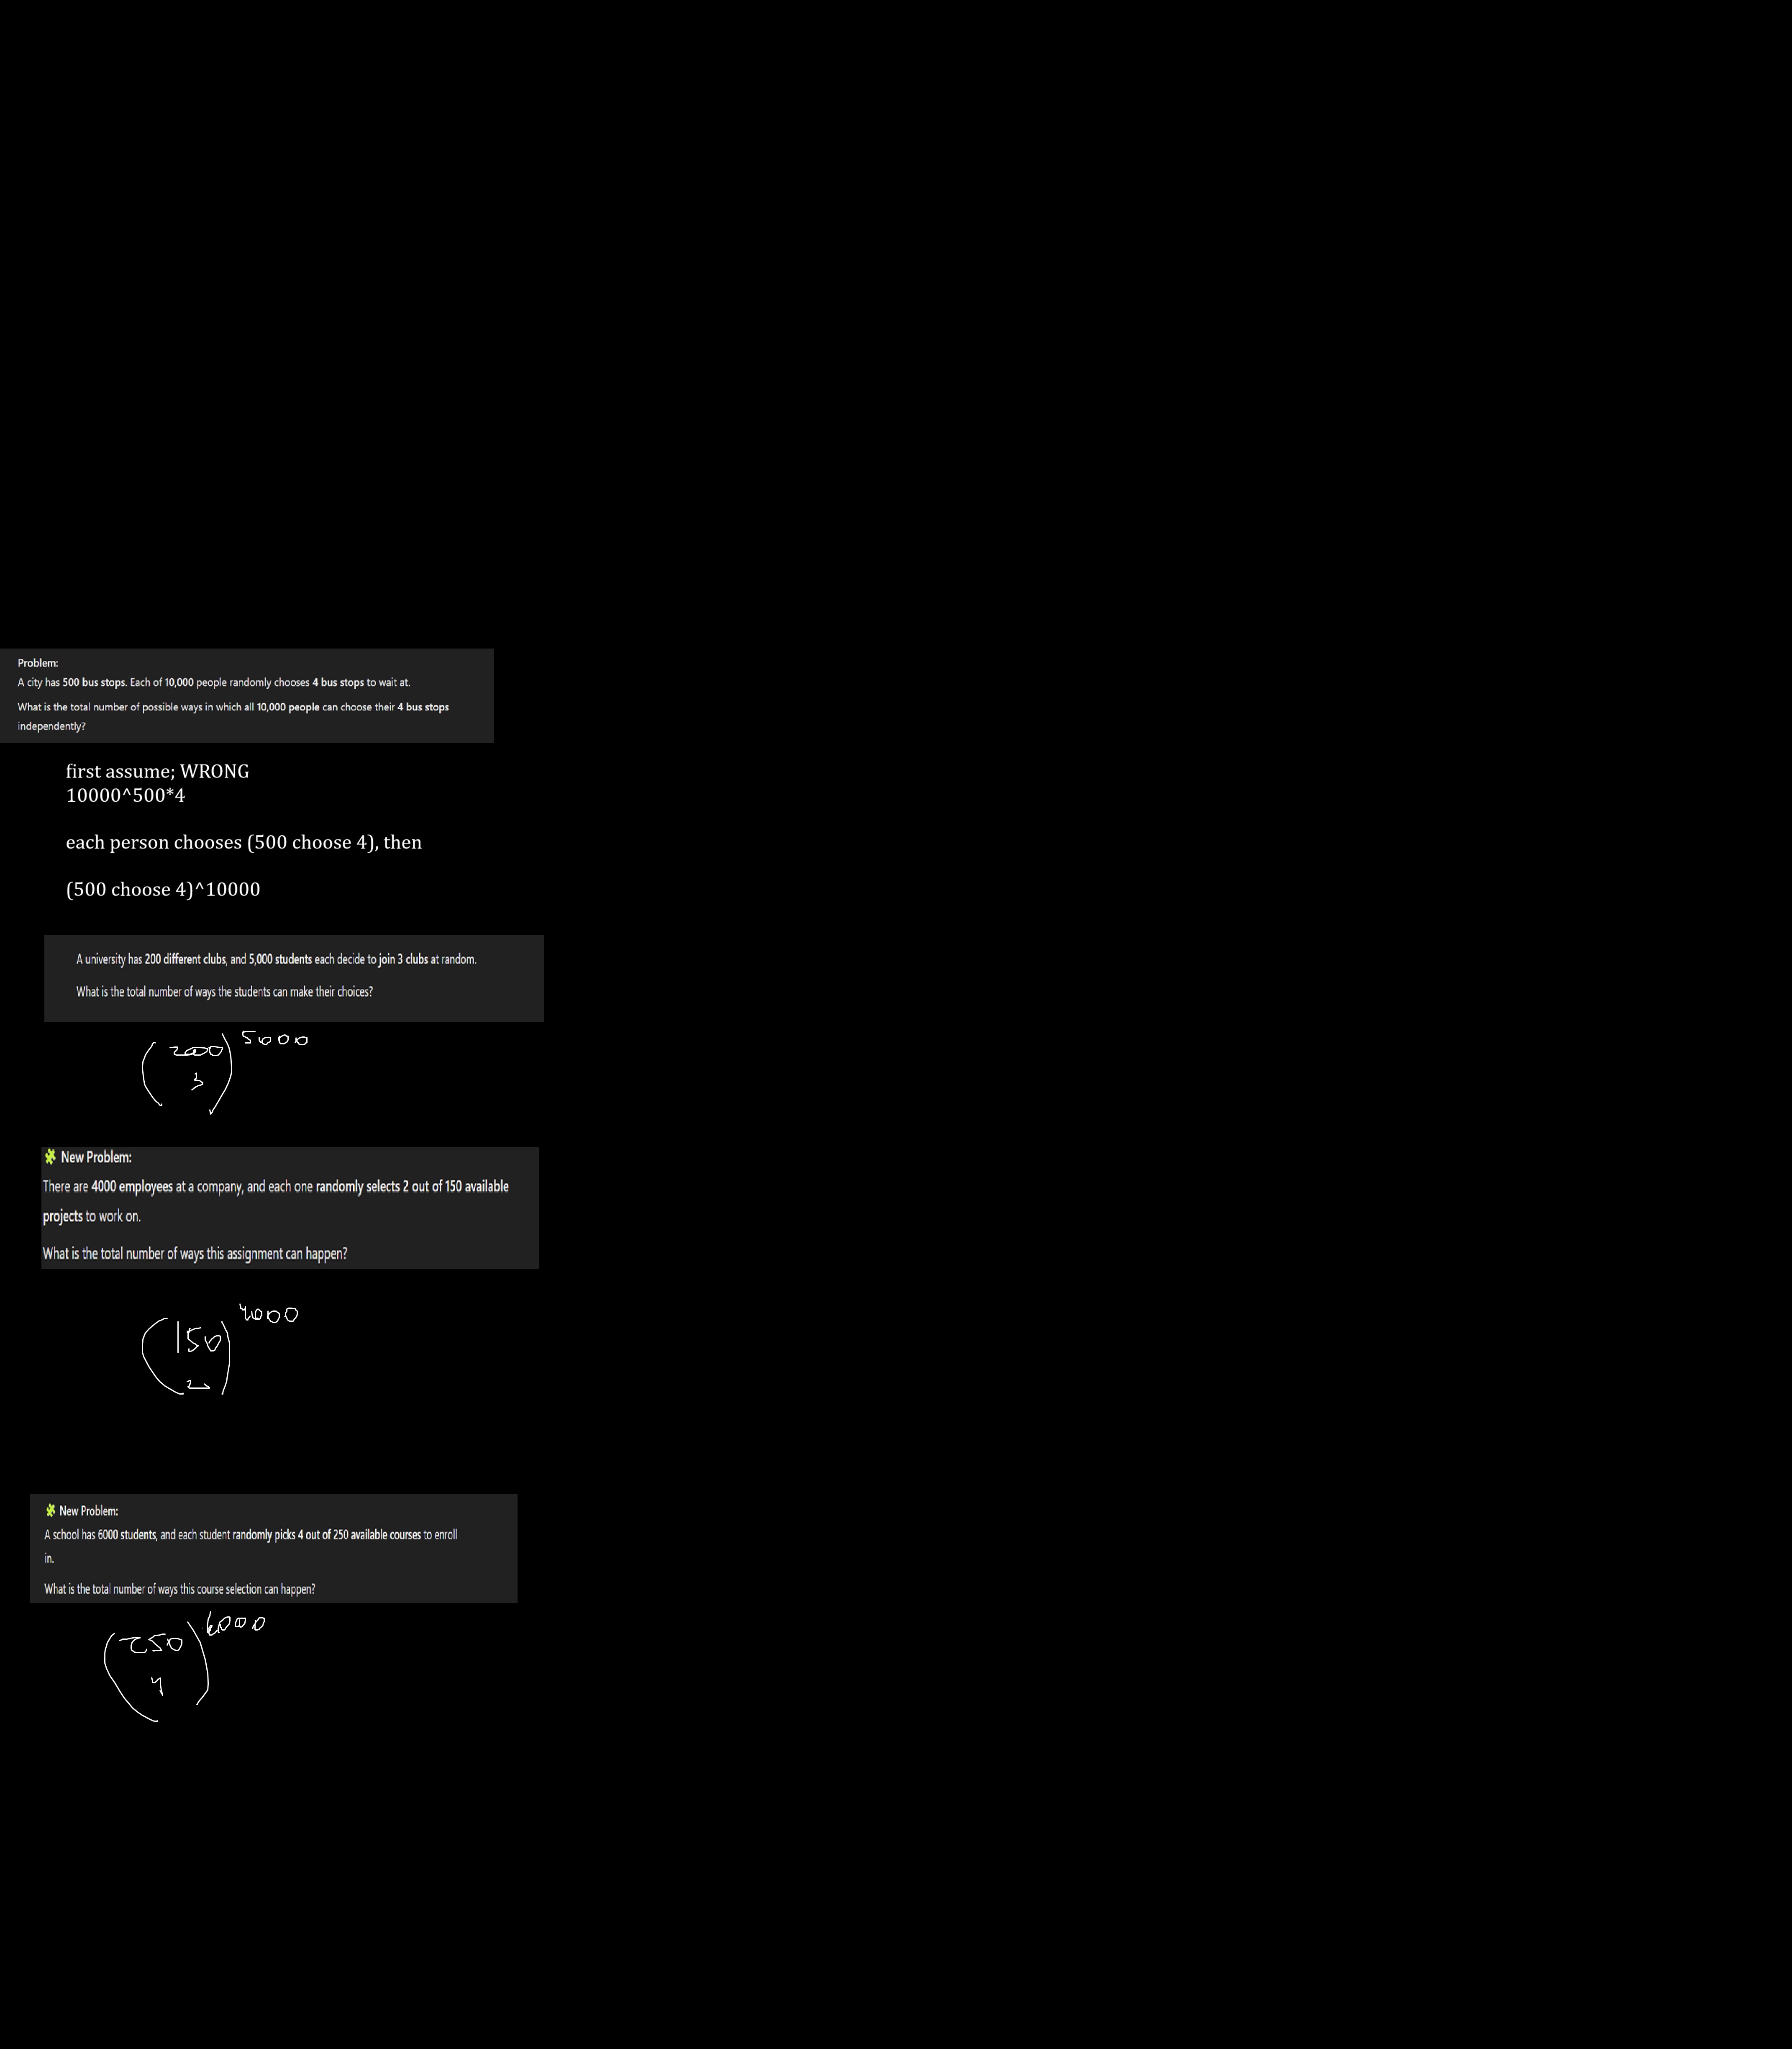 Problem:
A city has 500 bus stops. Each of 10,000 people randomly chooses 4 bus stops to wait at.
What is the total number of possible ways in which all 10,000 people can choose their 4 bus stops
independently?
first assume; WRONG
10000^500*4
each person chooses (500 choose 4), then
(500 choose 4)^10000
A university has 200 different clubs, and 5,000 students each decide to join 3 clubs at random.
What is the total number of ways the students can make their choices?
5000
(200)
3
New Problem:
There are 4000 employees at a company, and each one randomly selects 2 out of 150 available
projects to work on.
What is the total number of ways this assignment can happen?
4000
(150)
2
New Problem:
A school has 6000 students, and each student randomly picks 4 out of 250 available courses to enroll
in.
What is the total number of ways this course selection can happen?
6000
(250)
4